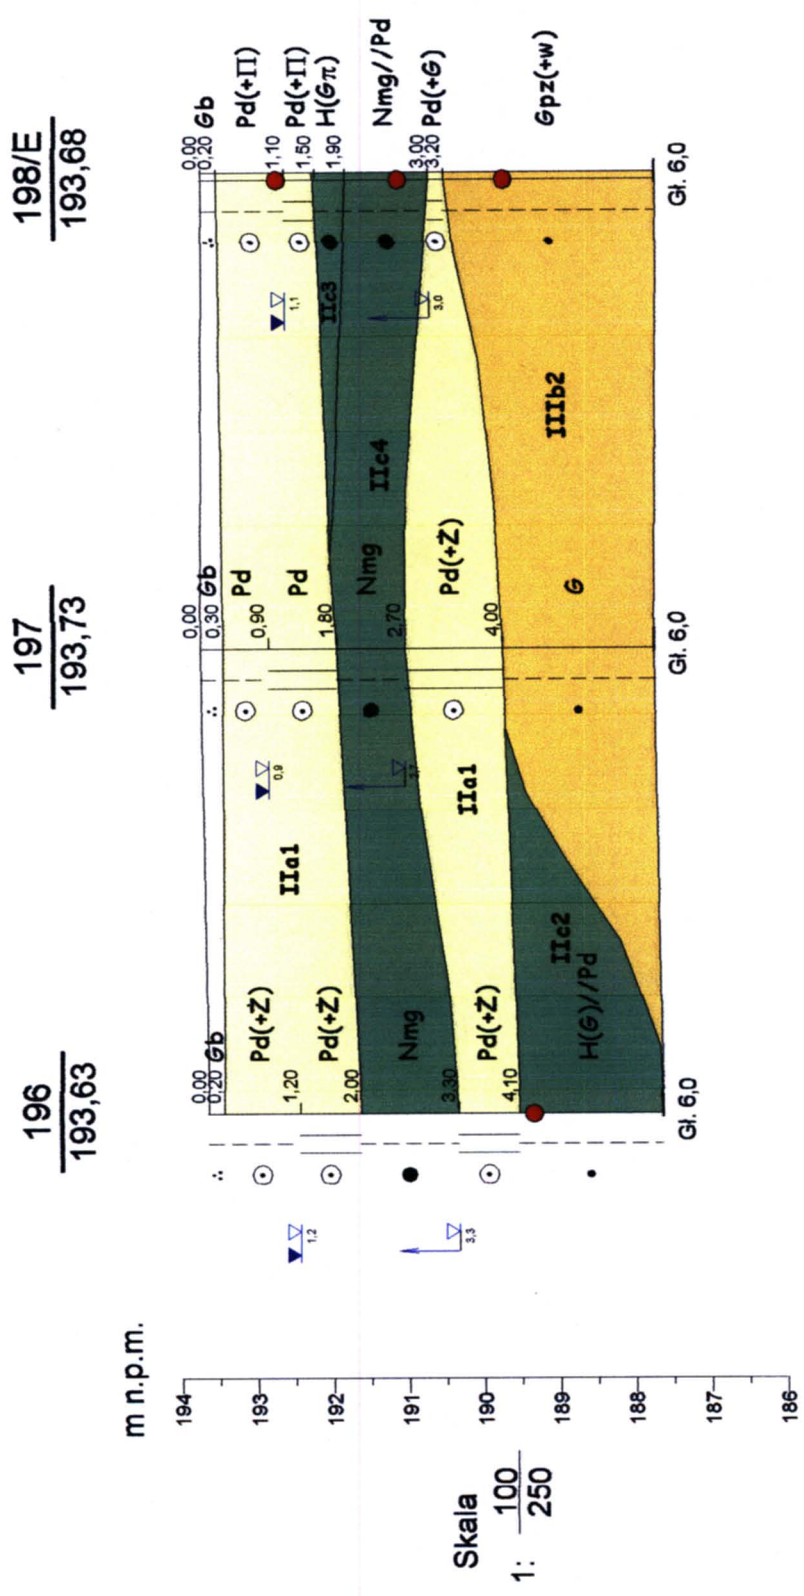 196
193,63
197
193,73
198/E
193,68
m n.p.m.
194
193
192
191
190
189
188
187
186
Skala
1: 100
250
0,00
0,20 Gb
Pd(+Ż)
1,20
Pd(+Ż)
2,00
Nmg
3,30
Pd(+Ż)
4,10
H(G)//Pd
IIc2
Gł. 6,0
1,2
3,3
0,00
0,30 Gb
Pd
0,90
Pd
1,80
Nmg
2,70
Pd(+Ż)
4,00
G
Gł. 6,0
0,9
IIa1
IIa1
IIc4
IIIb2
IIc3
0,00
0,20 Gb
Pd(+Π)
1,10
Pd(+Π)
1,50
H(Gπ)
1,90
Nmg//Pd
3,00
Pd(+G)
3,20
Gpz(+w)
Gł. 6,0
1,1
3,0